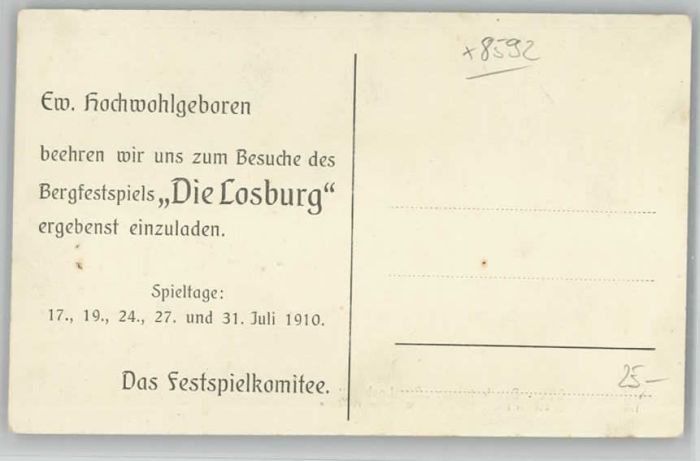 ×8592
Ew. Hochwohlgeboren
beehren wir uns zum Besuche des
Bergfestspiels „Die Losburg“
ergebenst einzuladen.
Spieltage:
17., 19., 24., 27. und 31. Juli 1910.
Das Festspielkomitee.
25,—